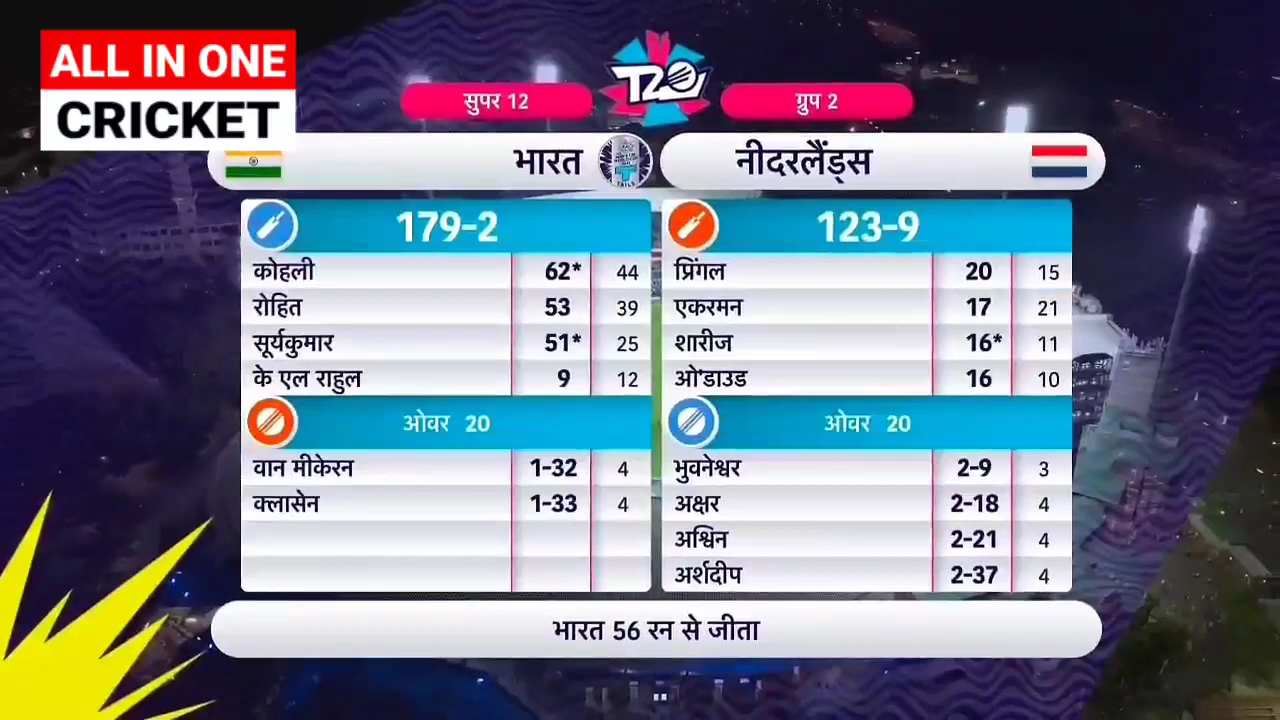 ALL IN ONE
CRICKET
सुपर 12
T20
ग्रुप 2
भारत
नीदरलैंड्स
179-2
कोहली 62* 44
रोहित 53 39
सूर्यकुमार 51* 25
के एल राहुल 9 12
ओवर 20
वान मीकेरन 1-32 4
क्लासेन 1-33 4
123-9
प्रिंगल 20 15
एकरमन 17 21
शारीज 16* 11
ओ'डाउड 16 10
ओवर 20
भुवनेश्वर 2-9 3
अक्षर 2-18 4
अश्विन 2-21 4
अर्शदीप 2-37 4
भारत 56 रन से जीता